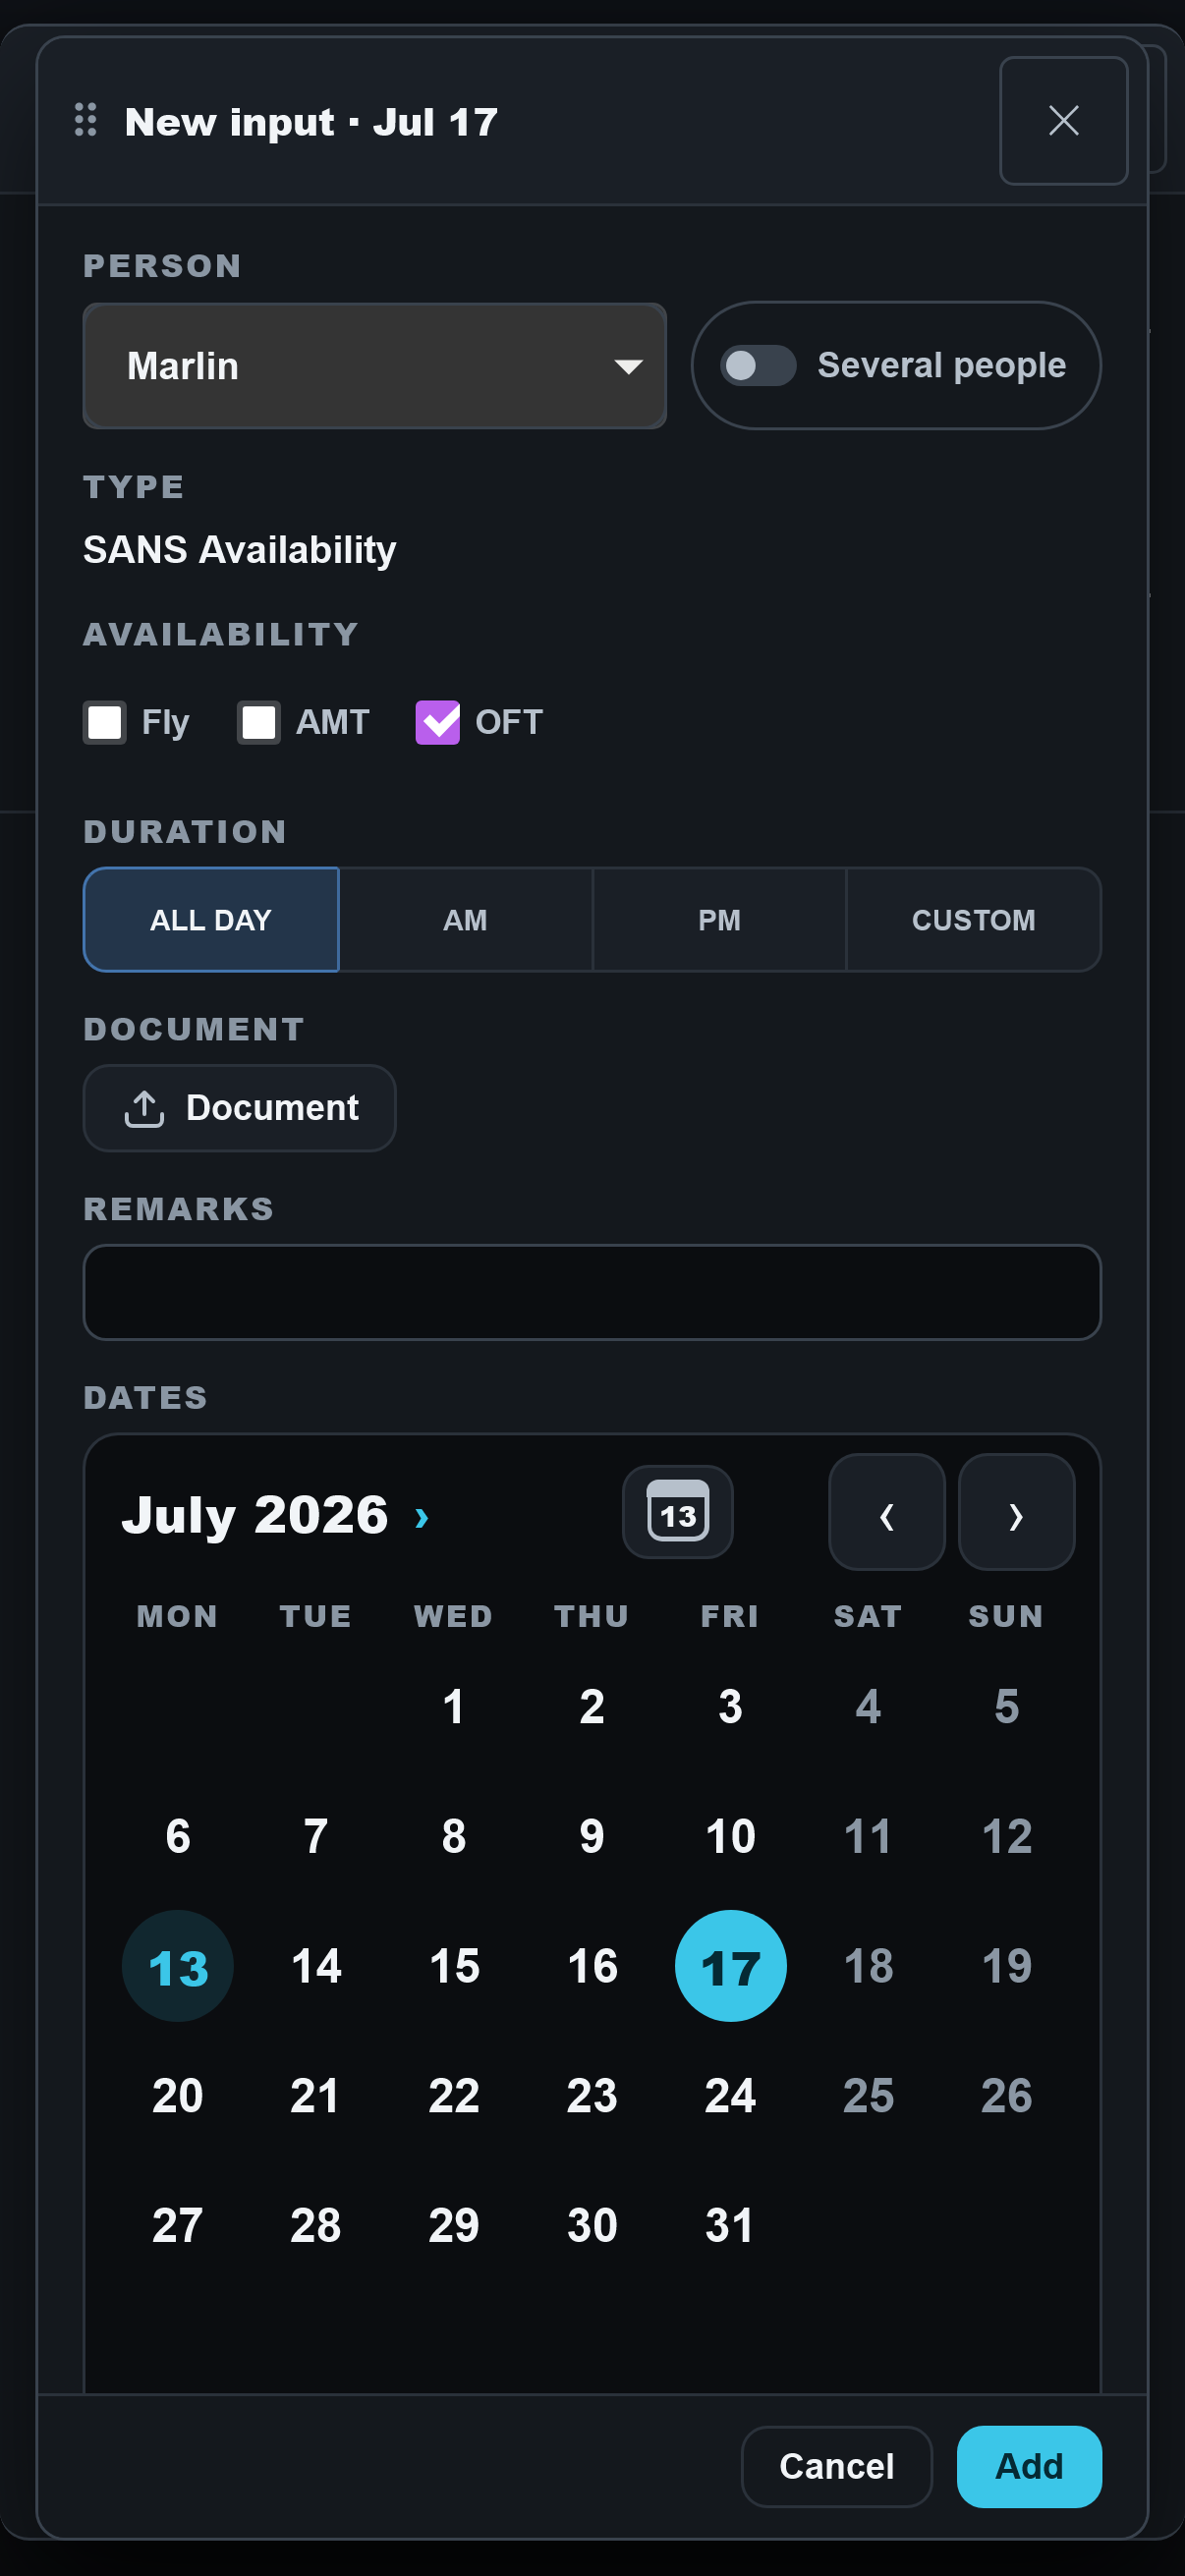 New input · Jul 17
PERSON
Marlin
Several people
TYPE
SANS Availability
AVAILABILITY
Fly AMT OFT
DURATION
ALL DAY AM PM CUSTOM
DOCUMENT
Document
REMARKS
DATES
July 2026 › 13 ‹ ›
MON TUE WED THU FRI SAT SUN
1 2 3 4 5
6 7 8 9 10 11 12
13 14 15 16 17 18 19
20 21 22 23 24 25 26
27 28 29 30 31
Cancel Add